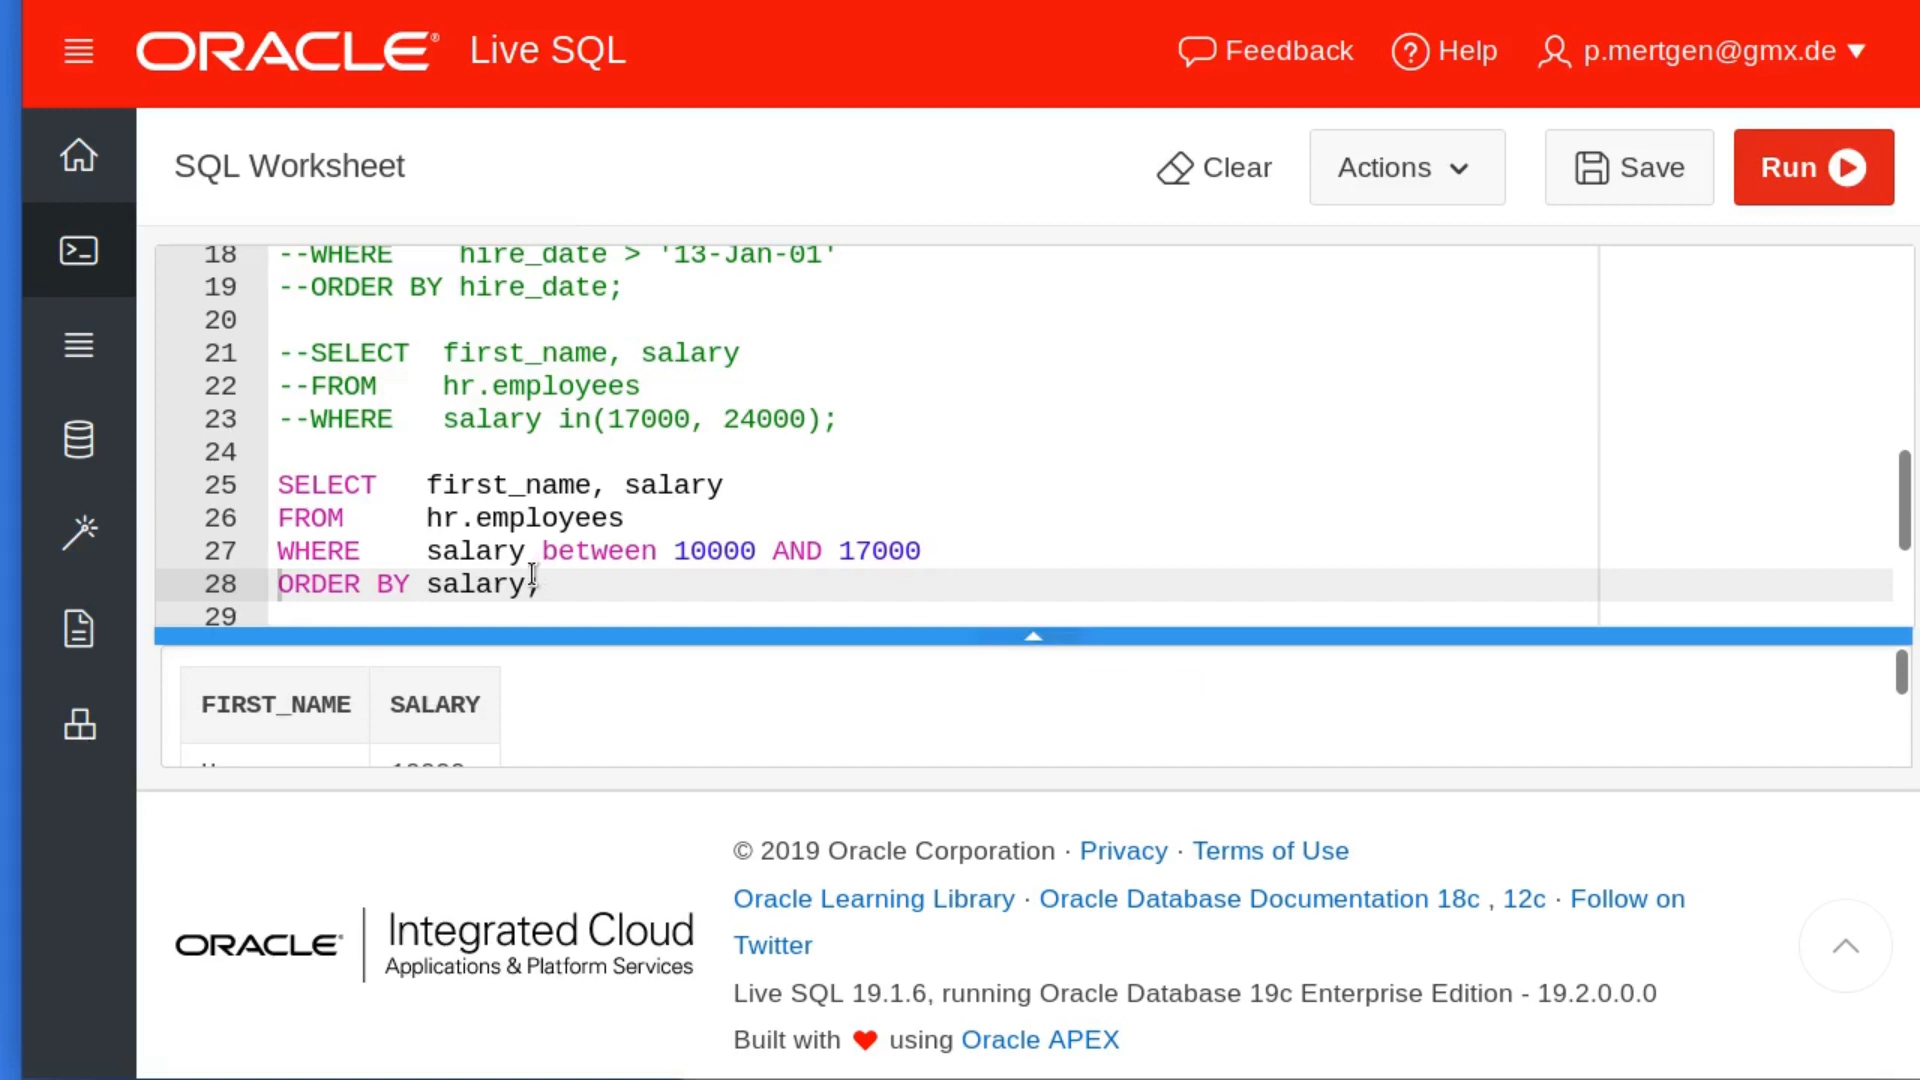 ORACLE® Live SQL Feedback Help p.mertgen@gmx.de
SQL Worksheet Clear Actions Save Run
18 --WHERE    hire_date > '13-Jan-01'
19 --ORDER BY hire_date;
20
21 --SELECT  first_name, salary
22 --FROM    hr.employees
23 --WHERE   salary in(17000, 24000);
24
25 SELECT   first_name, salary
26 FROM     hr.employees
27 WHERE    salary between 10000 AND 17000
28 ORDER BY salary;
29
FIRST_NAME SALARY
© 2019 Oracle Corporation · Privacy · Terms of Use
Oracle Learning Library · Oracle Database Documentation 18c , 12c · Follow on
Twitter
ORACLE® Integrated Cloud
Applications & Platform Services
Live SQL 19.1.6, running Oracle Database 19c Enterprise Edition - 19.2.0.0.0
Built with ❤ using Oracle APEX